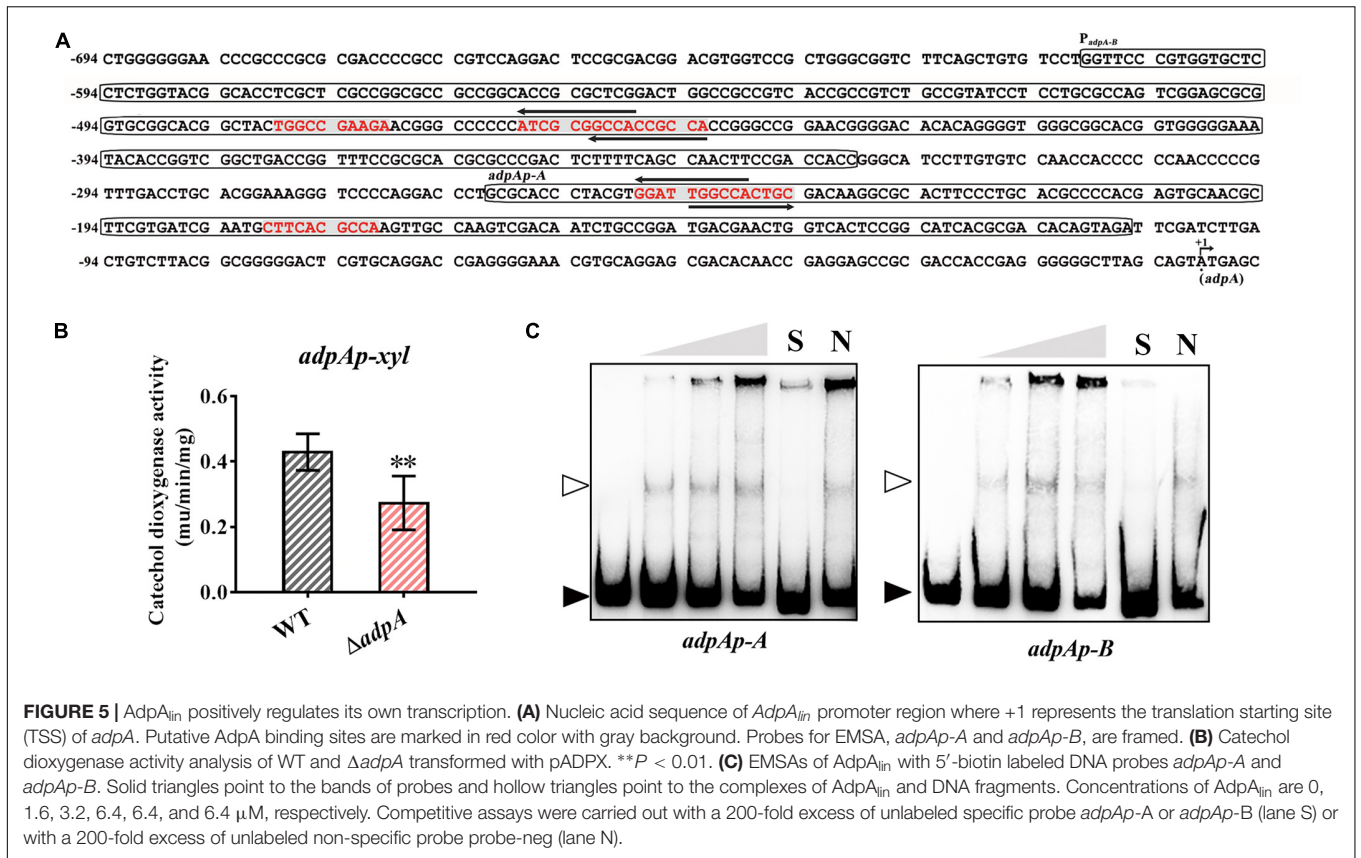 A
P adpA-B
-694 CTGGGGGGAA CCCGCCCGCG CGACCCCGCC CGTCCAGGAC TCCGCGACGG ACGTGGTCCG CTGGGCGGTC TTCAGCTGTG TCCTGGTTCC CGTGGTGCTC
-594 CTCTGGTACG GCACCTCGCT CGCCGGCGCC GCCGGCACCG CGCTCGGACT GGCCGCCGTC ACCGCCGTCT GCCGTATCCT CCTGCGCCAG TCGGAGCGCG
-494 GTGCGGCACG GCTACTGGCC GAAGAACGGG CCCCCCATCG CGGCCACCGC CACCGGGCCG GAACGGGGAC ACACAGGGGT GGGCGGCACG GGTGGGGGAAA
-394 TACACCGGTC GGCTGACCGG TTTCCGCGCA CGCGCCCGAC TCTTTTCAGC CAACTTCCGA CCACCGGGCA TCCTTGTGTC CAACCACCCC CCAACCCCCG
adpAp-A
-294 TTTGACCTGC ACGGAAAGGG TCCCCAGGAC CCTGCGCACC CTACGTGGAT TGGCCACTGC GACAAGGCGC ACTTCCCTGC ACGCCCCACG AGTGCAACGC
-194 TTCGTGATCG AATGCTTCAC GCCAAGTTGC CAAGTCGACA ATCTGCCGGA TGACGAACTG GTCACTCCGG CATCACGCGA CACAGTAGAT TCGATCTTGA
+1
-94 CTGTCTTACG GCGGGGGACT CGTGCAGGAC CGAGGGGAAA CGTGCAGGAG CGACACAACC GAGGAGCCGC GACCACCGAG GGGGGCTTAG CAGTATGAGC
(adpA)
B
adpAp-xyl
Catechol dioxygenase activity
(mu/min/mg)
0.6
0.4
0.2
0.0
**
WT
ΔadpA
C
S N
adpAp-A
S N
adpAp-B
FIGURE 5 | AdpAlin positively regulates its own transcription. (A) Nucleic acid sequence of AdpAlin promoter region where +1 represents the translation starting site
(TSS) of adpA. Putative AdpA binding sites are marked in red color with gray background. Probes for EMSA, adpAp-A and adpAp-B, are framed. (B) Catechol
dioxygenase activity analysis of WT and ΔadpA transformed with pADPX. **P < 0.01. (C) EMSAs of AdpAlin with 5′-biotin labeled DNA probes adpAp-A and
adpAp-B. Solid triangles point to the bands of probes and hollow triangles point to the complexes of AdpAlin and DNA fragments. Concentrations of AdpAlin are 0,
1.6, 3.2, 6.4, 6.4, and 6.4 μM, respectively. Competitive assays were carried out with a 200-fold excess of unlabeled specific probe adpAp-A or adpAp-B (lane S) or
with a 200-fold excess of unlabeled non-specific probe probe-neg (lane N).